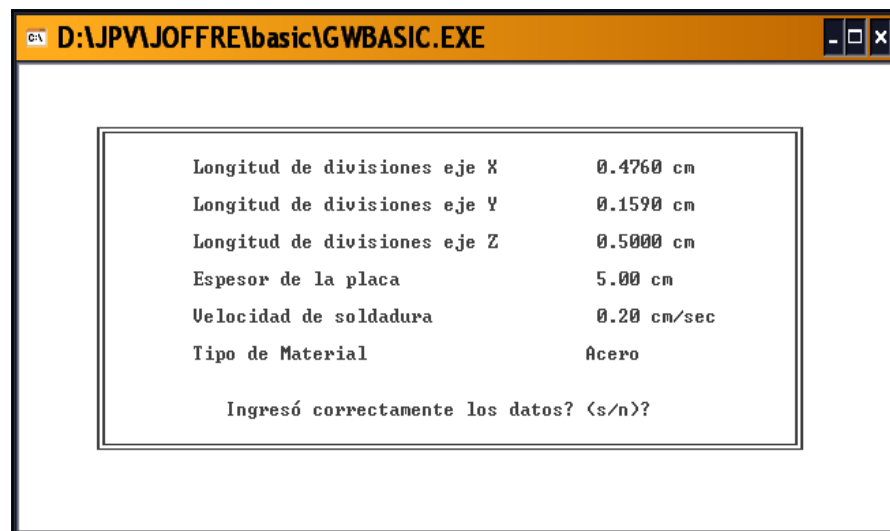 D:\JPV\JOFFRE\basic\GWBASIC.EXE
Longitud de divisiones eje X 0.4760 cm
Longitud de divisiones eje Y 0.1590 cm
Longitud de divisiones eje Z 0.5000 cm
Espesor de la placa 5.00 cm
Velocidad de soldadura 0.20 cm/sec
Tipo de Material Acero
Ingresó correctamente los datos? (s/n)?